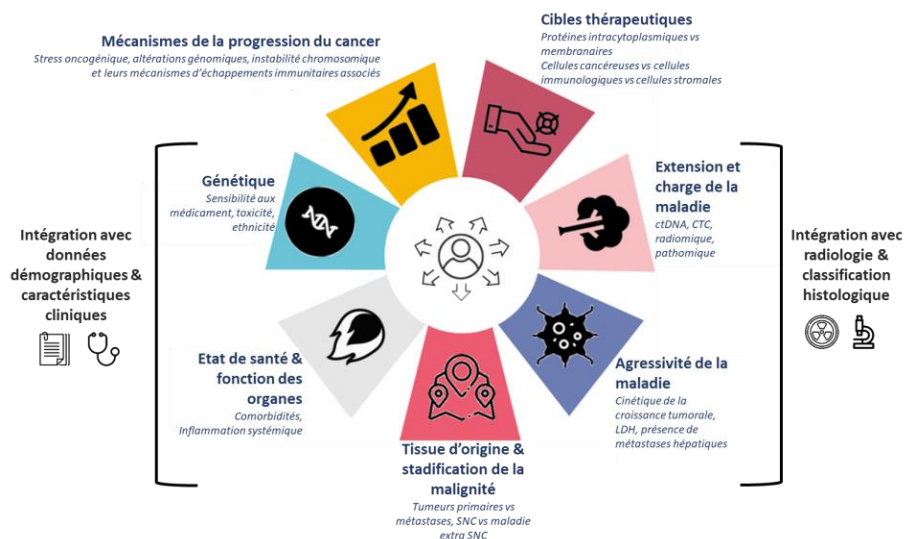 Mécanismes de la progression du cancer
Stress oncogénique, altérations génomiques, instabilité chromosomique
et leurs mécanismes d'échappements immunitaires associés
Cibles thérapeutiques
Protéines intracytoplasmiques vs
membranaires
Cellules cancéreuses vs cellules
immunologiques vs cellules stromales
Génétique
Sensibilité aux
médicament, toxicité,
ethnicité
Extension et
charge de la
maladie
ctDNA, CTC,
radiomique,
pathomique
Intégration avec
données
démographiques &
caractéristiques
cliniques
Intégration avec
radiologie &
classification
histologique
Etat de santé &
fonction des
organes
Comorbidités,
Inflammation systémique
Agressivité de la
maladie
Cinétique de la
croissance tumorale,
LDH, présence de
métastases hépatiques
Tissue d'origine &
stadification de la
malignité
Tumeurs primaires vs
métastases, SNC vs maladie
extra SNC